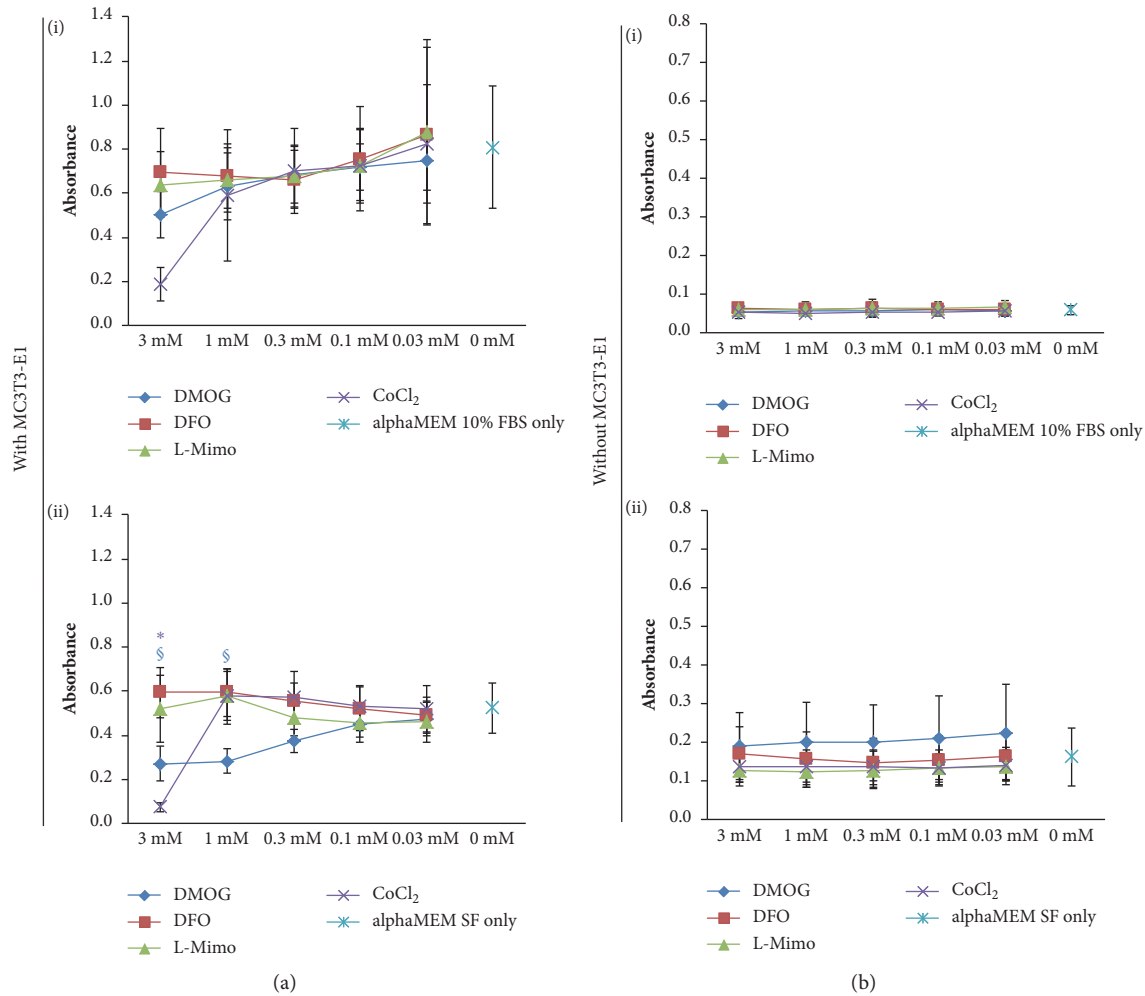 With MC3T3-E1
(i)
Absorbance
1.4
1.2
1.0
0.8
0.6
0.4
0.2
0.0
3 mM 1 mM 0.3 mM 0.1 mM 0.03 mM 0 mM
DMOG
DFO
L-Mimo
CoCl₂
alphaMEM 10% FBS only
(ii)
Absorbance
1.4
1.2
1.0
0.8
0.6
0.4
0.2
0.0
*
§ §
3 mM 1 mM 0.3 mM 0.1 mM 0.03 mM 0 mM
DMOG
DFO
L-Mimo
CoCl₂
alphaMEM SF only
(a)
Without MC3T3-E1
(i)
Absorbance
0.8
0.7
0.6
0.5
0.4
0.3
0.2
0.1
0.0
3 mM 1 mM 0.3 mM 0.1 mM 0.03 mM 0 mM
DMOG
DFO
L-Mimo
CoCl₂
alphaMEM 10% FBS only
(ii)
Absorbance
0.8
0.7
0.6
0.5
0.4
0.3
0.2
0.1
0.0
3 mM 1 mM 0.3 mM 0.1 mM 0.03 mM 0 mM
DMOG
DFO
L-Mimo
CoCl₂
alphaMEM SF only
(b)